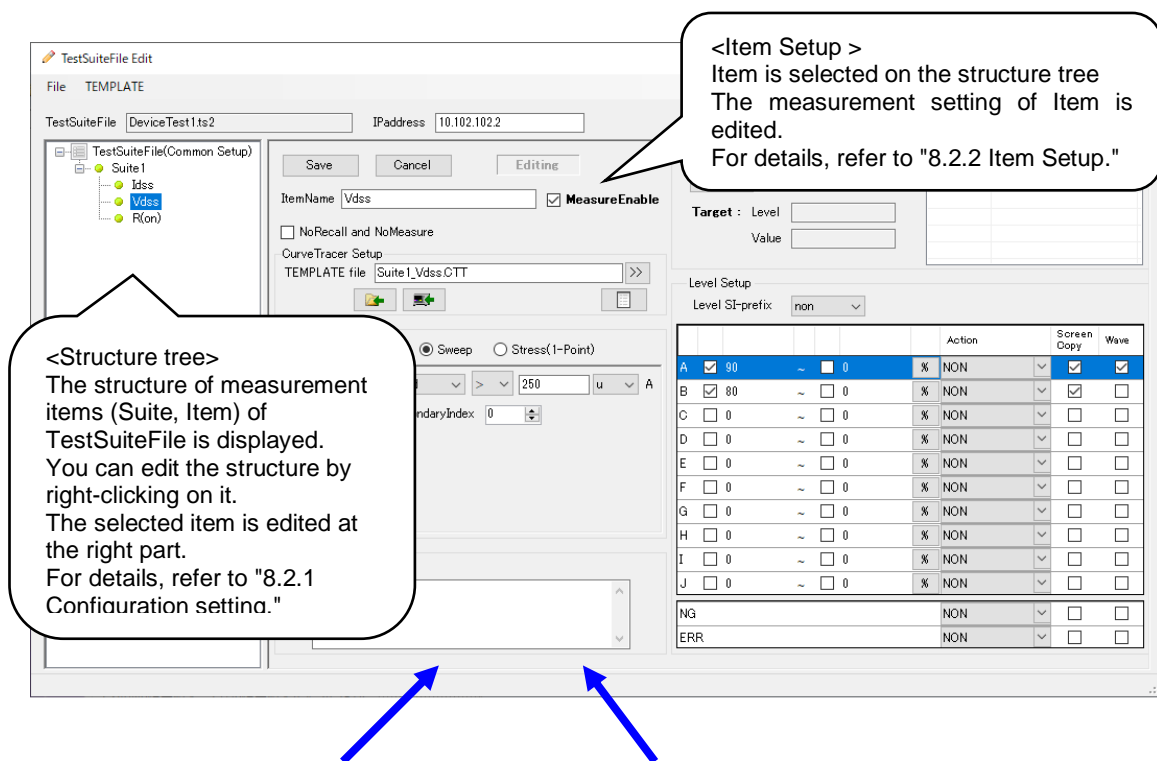 <Item Setup >
Item is selected on the structure tree
The measurement setting of Item is
edited.
For details, refer to "8.2.2 Item Setup."
TestSuiteFile Edit
File TEMPLATE
TestSuiteFile DeviceTest1.ts2 IPaddress 10.102.102.2
TestSuiteFile(Common Setup)
Suite1
Idss
Vdss
R(on)
Save Cancel Editing
ItemName Vdss MeasureEnable
NoRecall and NoMeasure
CurveTracer Setup
TEMPLATE file Suite1_Vdss.CTT >>
Sweep Stress(1-Point)
> 250 u A
ndaryIndex 0
Target : Level
Value
Level Setup
Level SI-prefix non
Action Screen Copy Wave
A 90 ~ 0 % NON
B 80 ~ 0 % NON
C 0 ~ 0 % NON
D 0 ~ 0 % NON
E 0 ~ 0 % NON
F 0 ~ 0 % NON
G 0 ~ 0 % NON
H 0 ~ 0 % NON
I 0 ~ 0 % NON
J 0 ~ 0 % NON
NG NON
ERR NON
<Structure tree>
The structure of measurement
items (Suite, Item) of
TestSuiteFile is displayed.
You can edit the structure by
right-clicking on it.
The selected item is edited at
the right part.
For details, refer to "8.2.1
Configuration setting."